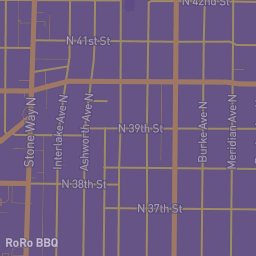 N 42nd St
N 41st St
Stone Way N
Interlake Ave N
Ashworth Ave N
N 39th St
Burke Ave N
Meridian Ave N
N 38th St
N 37th St
RoRo BBQ